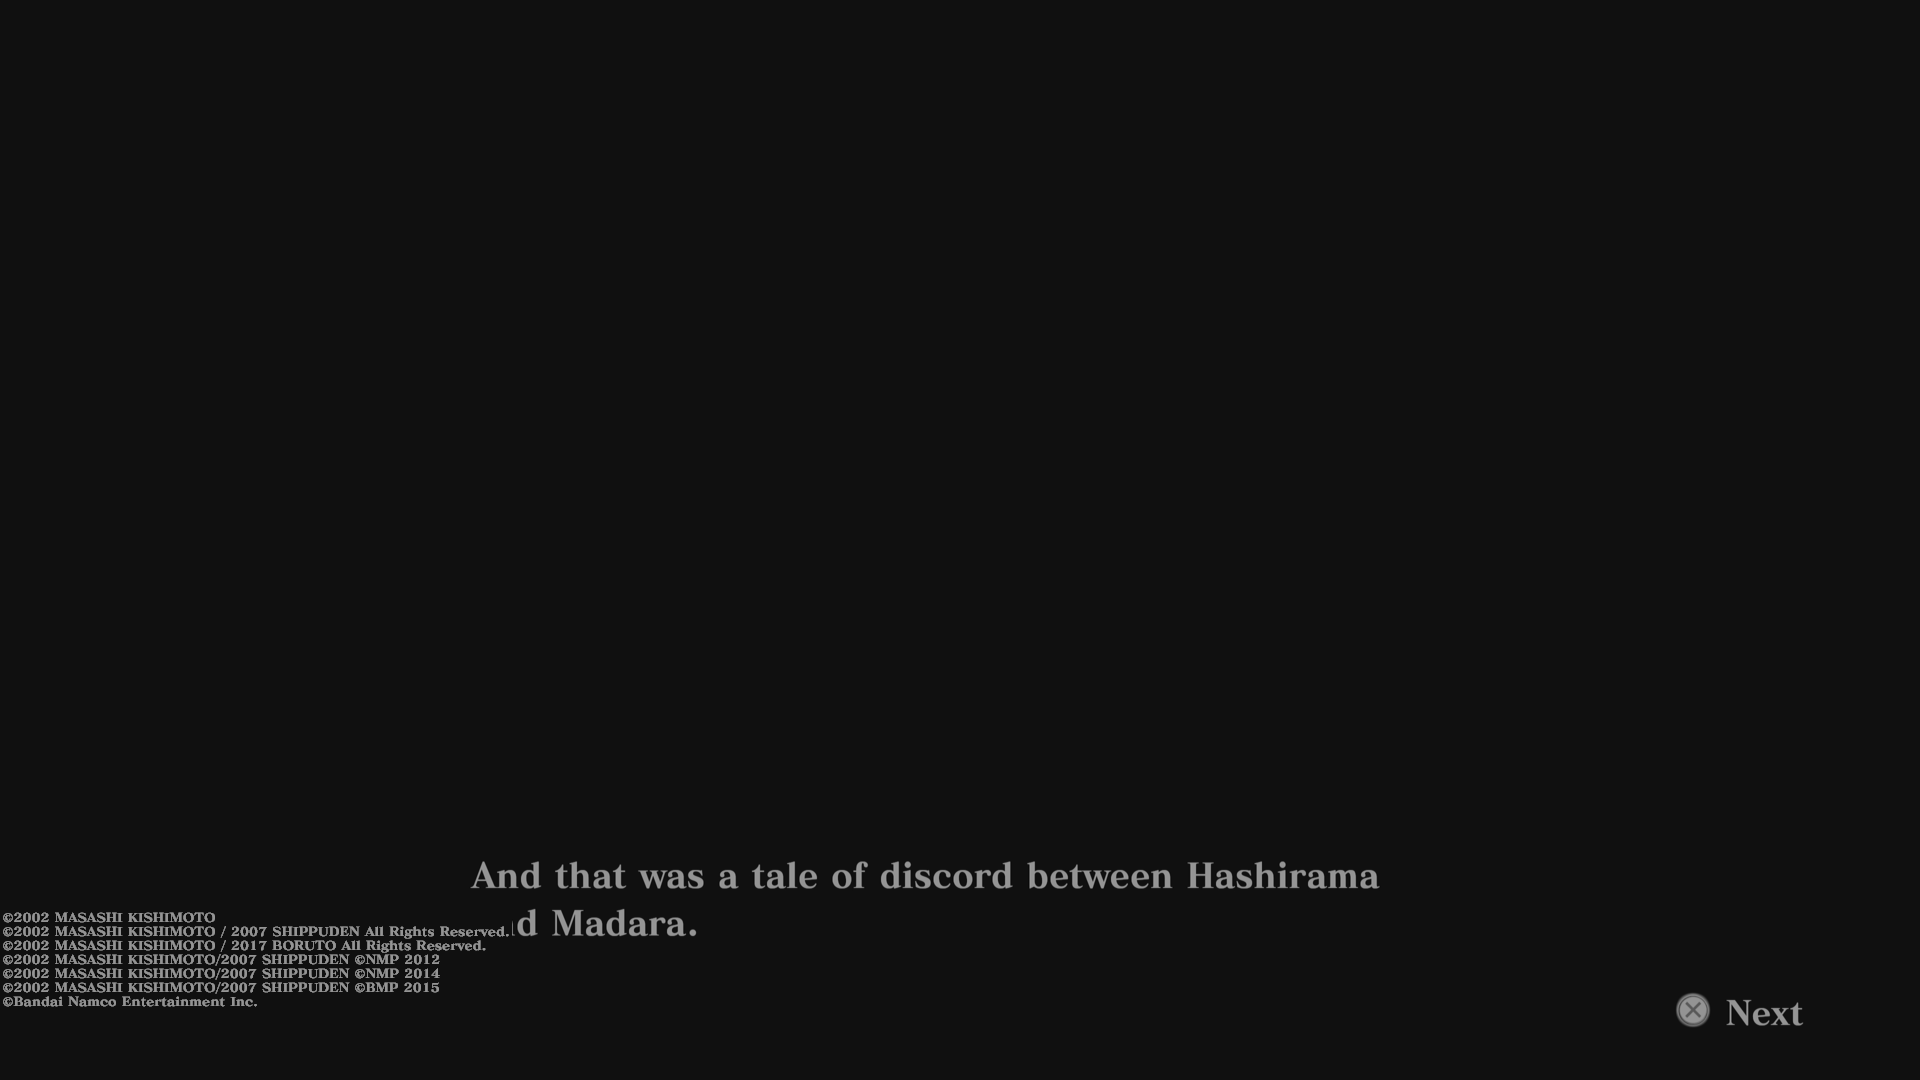 And that was a tale of discord between Hashirama
d Madara.
©2002 MASASHI KISHIMOTO
©2002 MASASHI KISHIMOTO / 2007 SHIPPUDEN All Rights Reserved.
©2002 MASASHI KISHIMOTO / 2017 BORUTO All Rights Reserved.
©2002 MASASHI KISHIMOTO/2007 SHIPPUDEN ©NMP 2012
©2002 MASASHI KISHIMOTO/2007 SHIPPUDEN ©NMP 2014
©2002 MASASHI KISHIMOTO/2007 SHIPPUDEN ©BMP 2015
©Bandai Namco Entertainment Inc.
Next